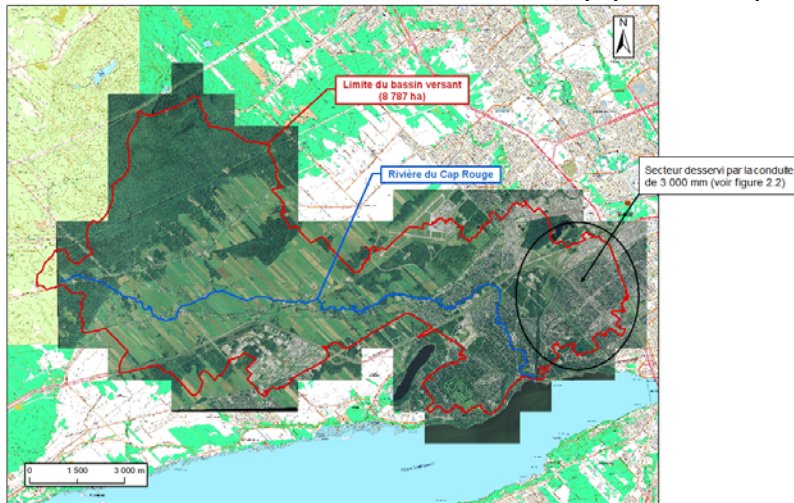 N
Limite du bassin versant
(8 787 ha)
Rivière du Cap Rouge
Secteur desservi par la conduite
de 3 000 mm (voir figure 2.2)
0 1 500 3 000 m